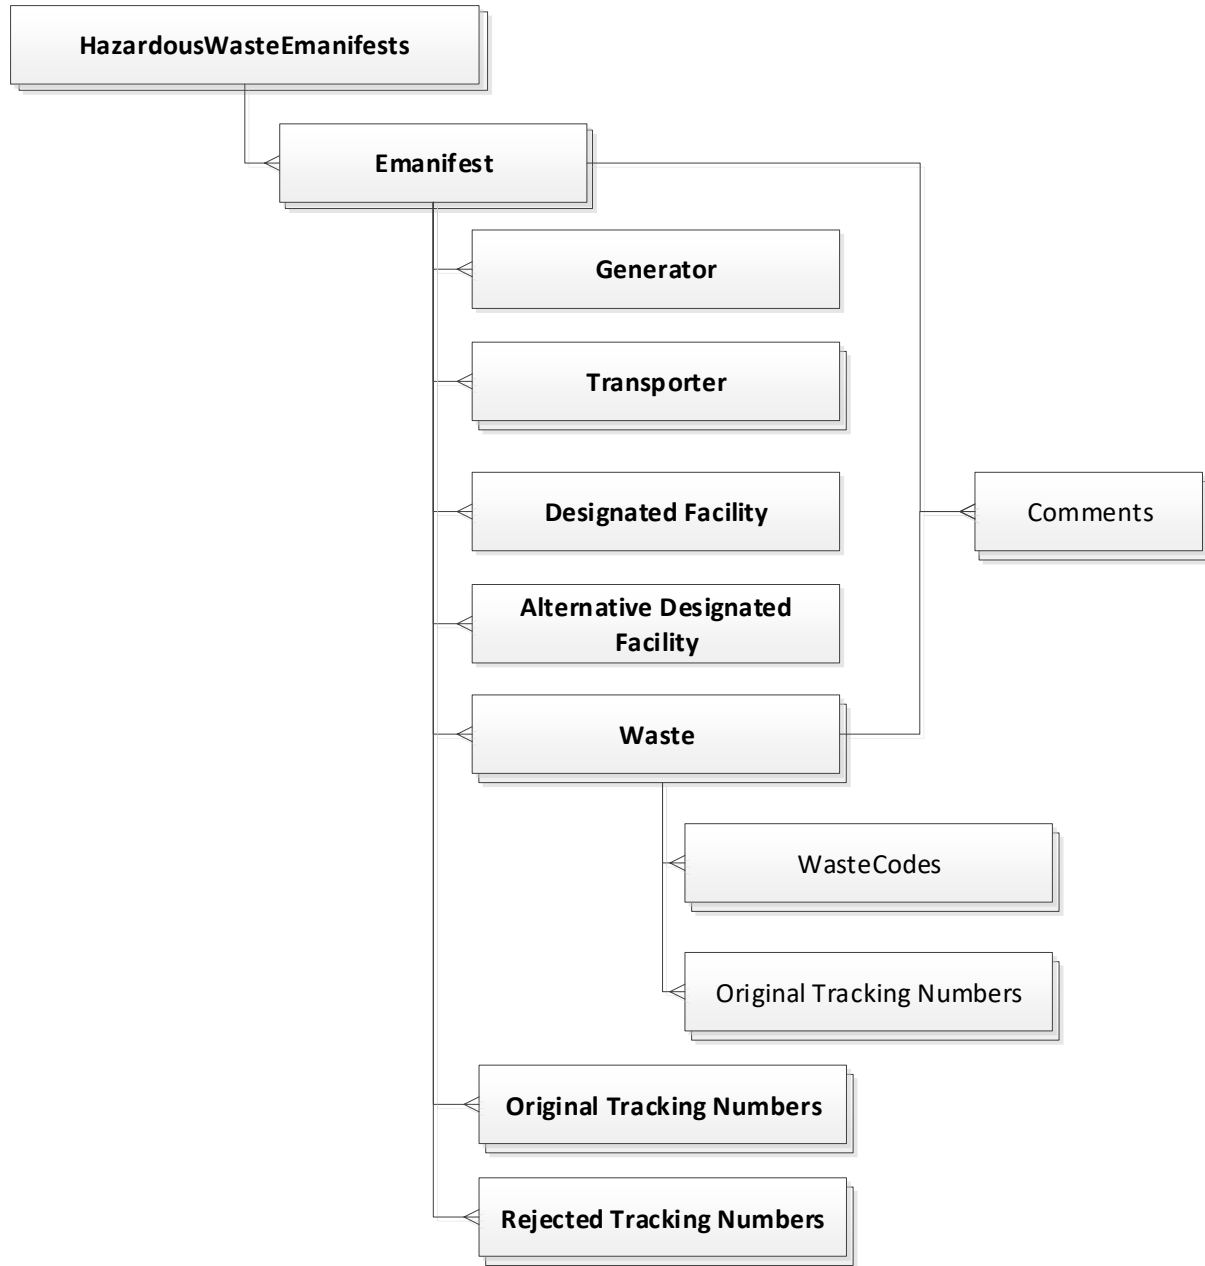 HazardousWasteEmanifests
Emanifest
Generator
Transporter
Designated Facility
Comments
Alternative Designated
Facility
Waste
WasteCodes
Original Tracking Numbers
Original Tracking Numbers
Rejected Tracking Numbers